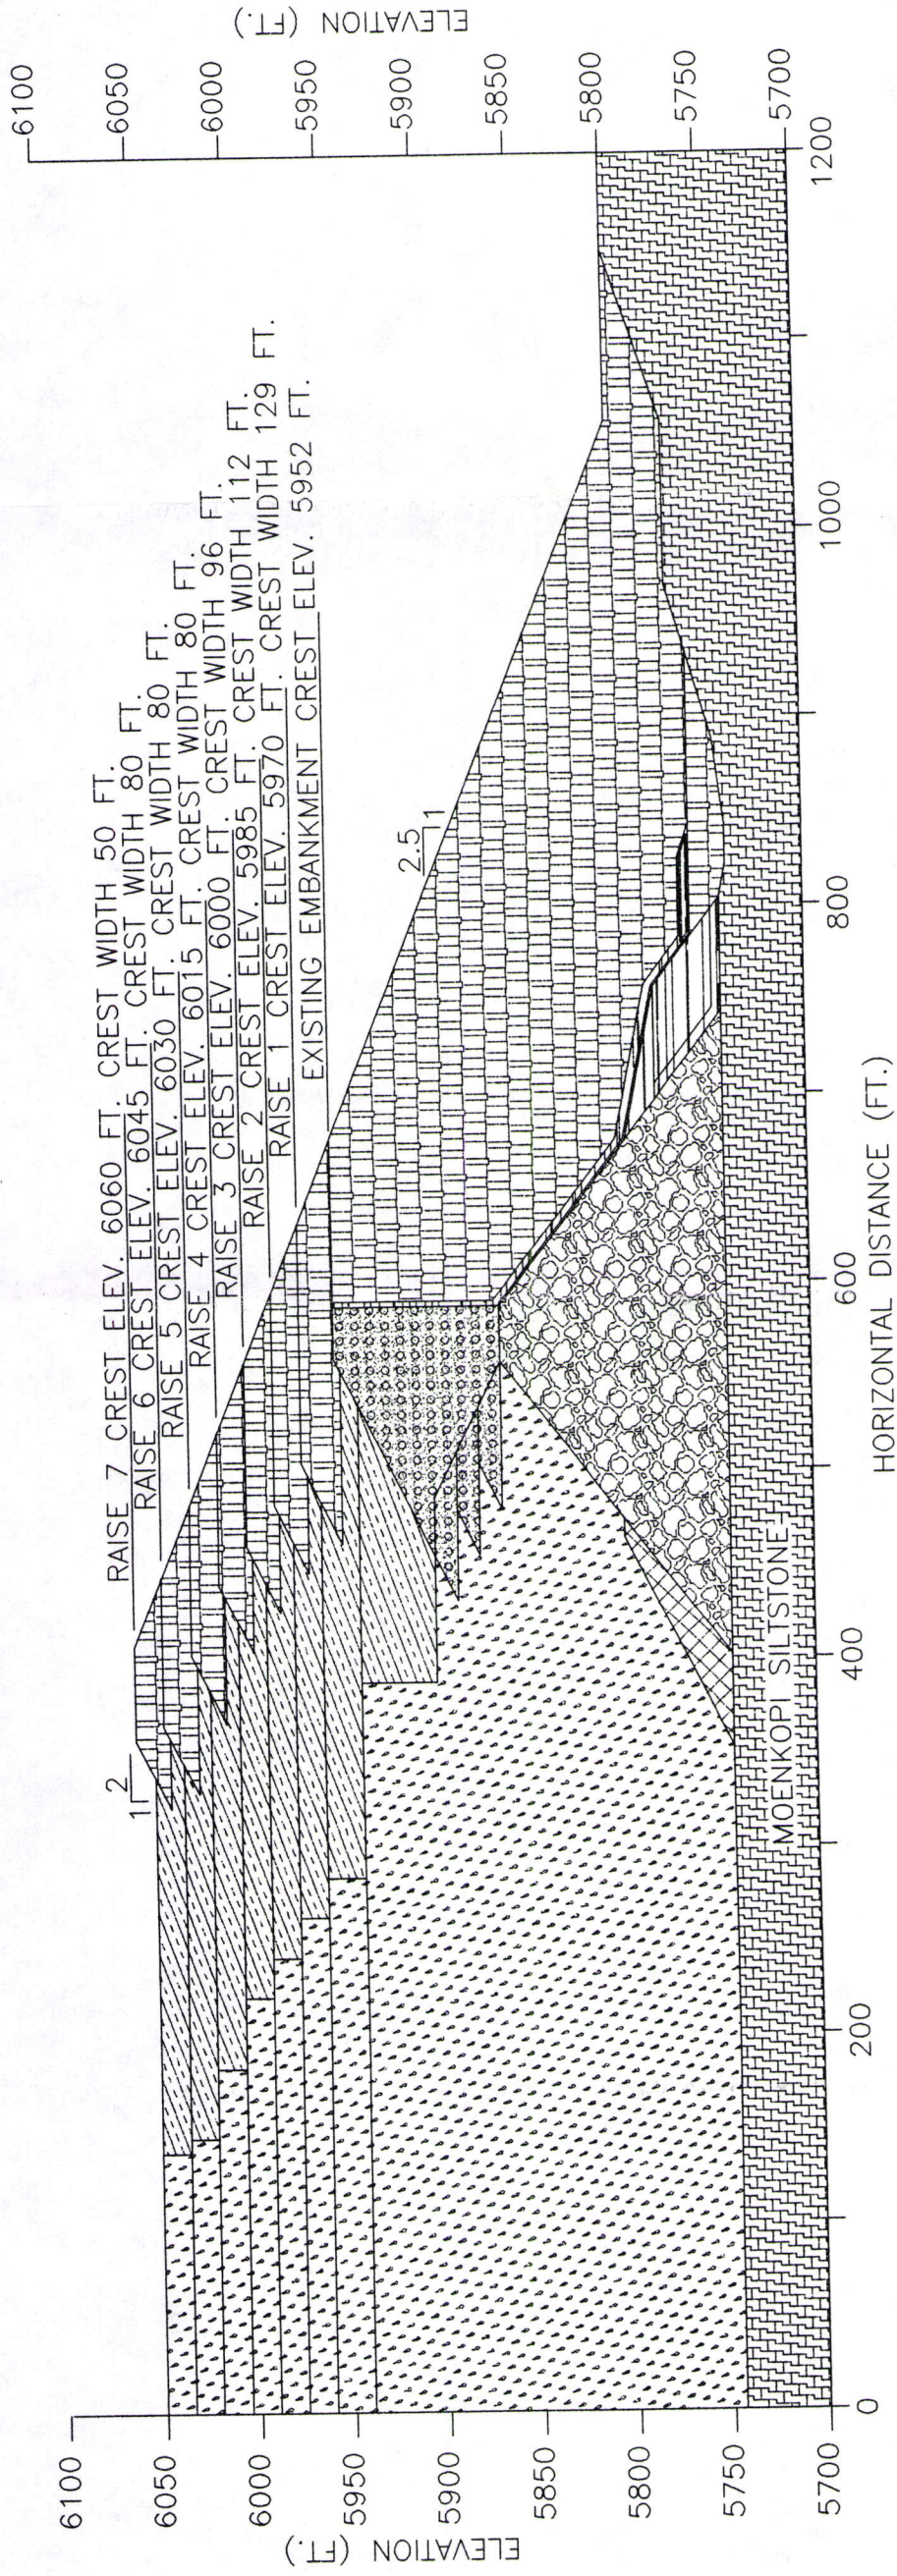 RAISE 7 CREST ELEV. 6060 FT. CREST WIDTH 50 FT.
RAISE 6 CREST ELEV. 6045 FT. CREST WIDTH 80 FT.
RAISE 5 CREST ELEV. 6030 FT. CREST WIDTH 80 FT.
RAISE 4 CREST ELEV. 6015 FT. CREST WIDTH 80 FT.
RAISE 3 CREST ELEV. 6000 FT. CREST WIDTH 96 FT.
RAISE 2 CREST ELEV. 5985 FT. CREST WIDTH 112 FT.
RAISE 1 CREST ELEV. 5970 FT. CREST WIDTH 129 FT.
EXISTING EMBANKMENT CREST ELEV. 5952 FT.
2
1
2.5
1
MOENKOPI SILTSTONE
6100
6050
6000
5950
5900
5850
5800
5750
5700
ELEVATION (FT.)
6100
6050
6000
5950
5900
5850
5800
5750
5700
ELEVATION (FT.)
0
200
400
600
800
1000
1200
HORIZONTAL DISTANCE (FT.)